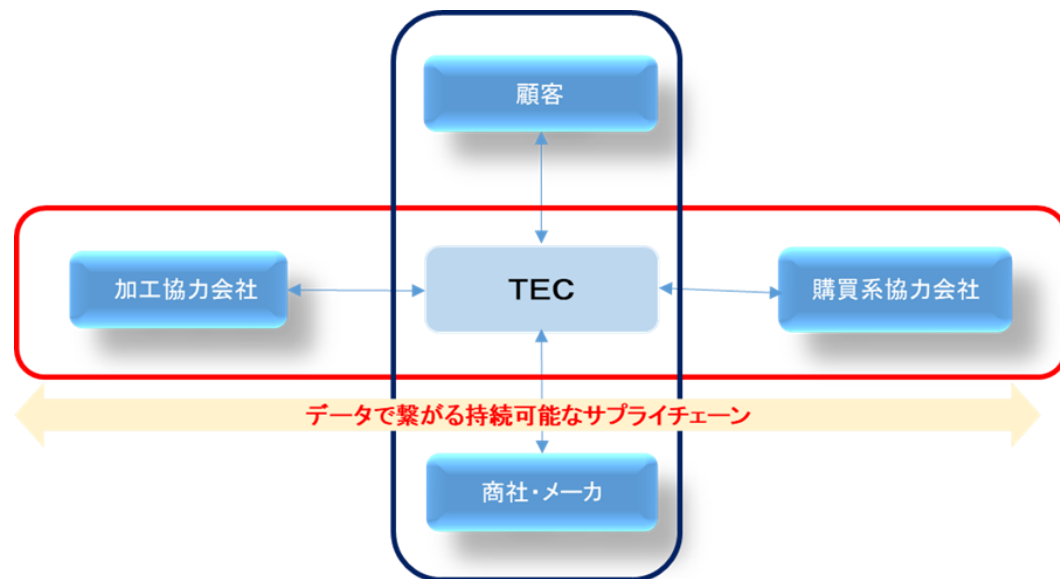 顧客
加工協力会社
TEC
購買系協力会社
データで繋がる持続可能なサプライチェーン
商社・メーカ